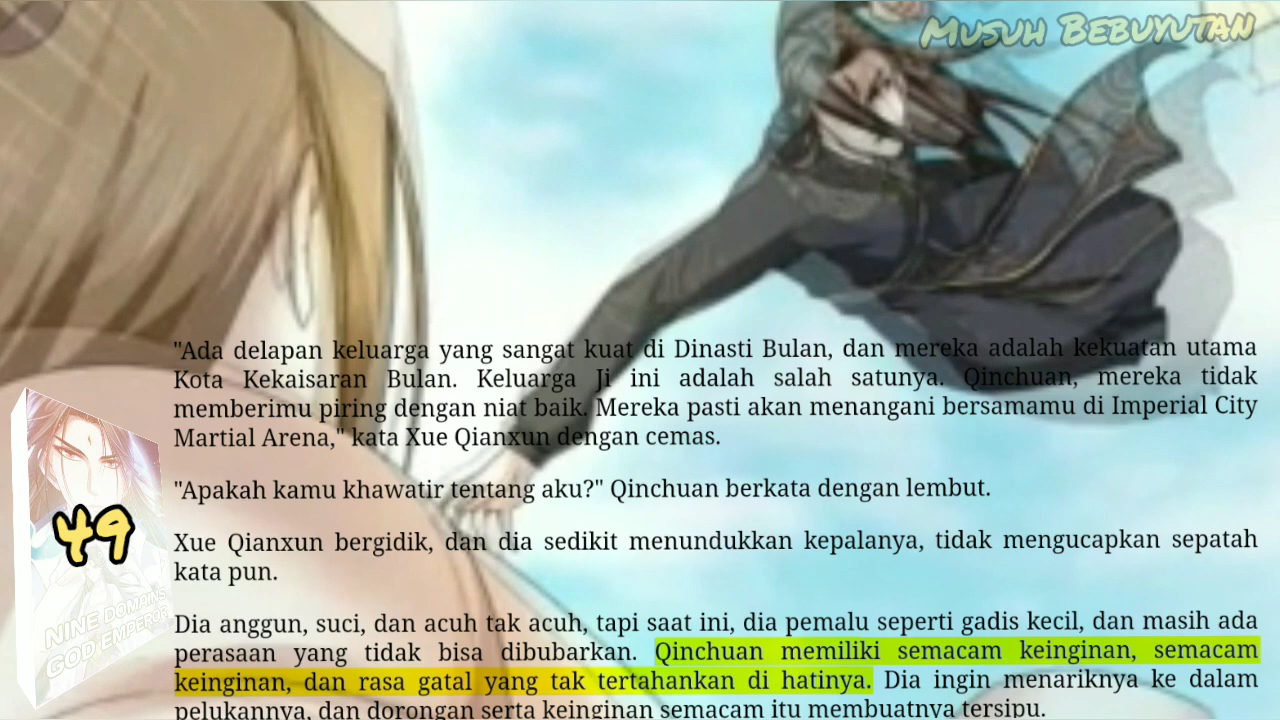 Musuh Bebuyutan
"Ada delapan keluarga yang sangat kuat di Dinasti Bulan, dan mereka adalah kekuatan utama
Kota Kekaisaran Bulan. Keluarga Ji ini adalah salah satunya. Qinchuan, mereka tidak
memberimu piring dengan niat baik. Mereka pasti akan menangani bersamamu di Imperial City
Martial Arena," kata Xue Qianxun dengan cemas.
"Apakah kamu khawatir tentang aku?" Qinchuan berkata dengan lembut.
Xue Qianxun bergidik, dan dia sedikit menundukkan kepalanya, tidak mengucapkan sepatah
kata pun.
Dia anggun, suci, dan acuh tak acuh, tapi saat ini, dia pemalu seperti gadis kecil, dan masih ada
perasaan yang tidak bisa dibubarkan. Qinchuan memiliki semacam keinginan, semacam
keinginan, dan rasa gatal yang tak tertahankan di hatinya. Dia ingin menariknya ke dalam
pelukannya, dan dorongan serta keinginan semacam itu membuatnya tersipu.
49
NINE DOMAINS
GOD EMPEROR